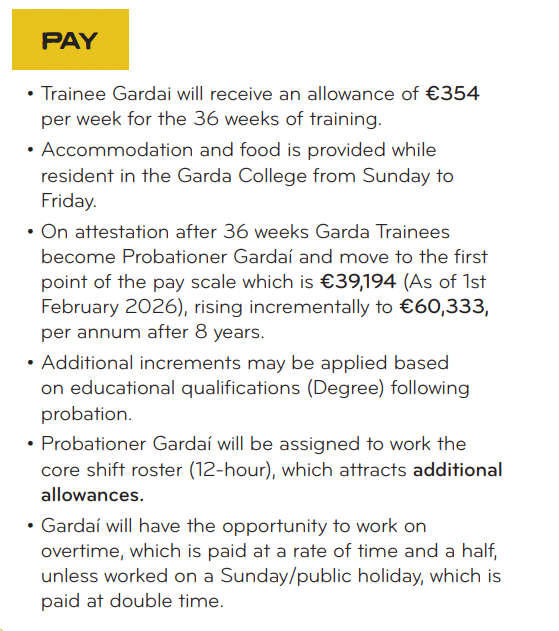 PAY
• Trainee Gardai will receive an allowance of €354
per week for the 36 weeks of training.
• Accommodation and food is provided while
resident in the Garda College from Sunday to
Friday.
• On attestation after 36 weeks Garda Trainees
become Probationer Gardaí and move to the first
point of the pay scale which is €39,194 (As of 1st
February 2026), rising incrementally to €60,333,
per annum after 8 years.
• Additional increments may be applied based
on educational qualifications (Degree) following
probation.
• Probationer Gardaí will be assigned to work the
core shift roster (12-hour), which attracts additional
allowances.
• Gardaí will have the opportunity to work on
overtime, which is paid at a rate of time and a half,
unless worked on a Sunday/public holiday, which is
paid at double time.